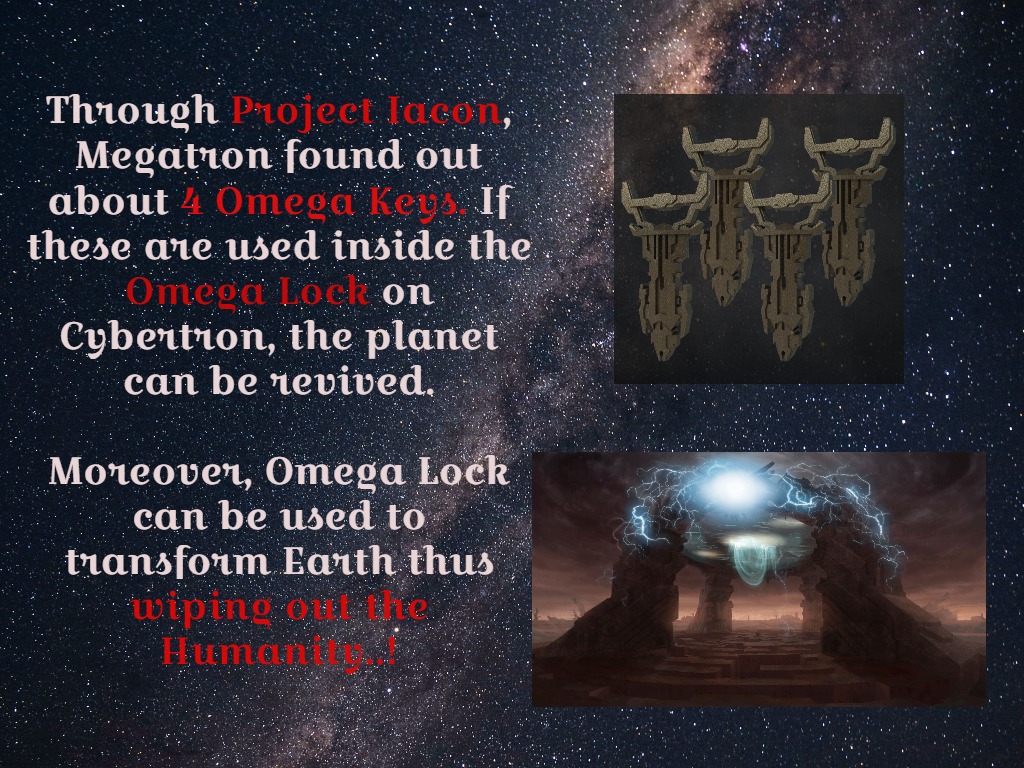 Through Project Iacon,
Megatron found out
about 4 Omega Keys. If
these are used inside the
Omega Lock on
Cybertron, the planet
can be revived.
Moreover, Omega Lock
can be used to
transform Earth thus
wiping out the
Humanity..!